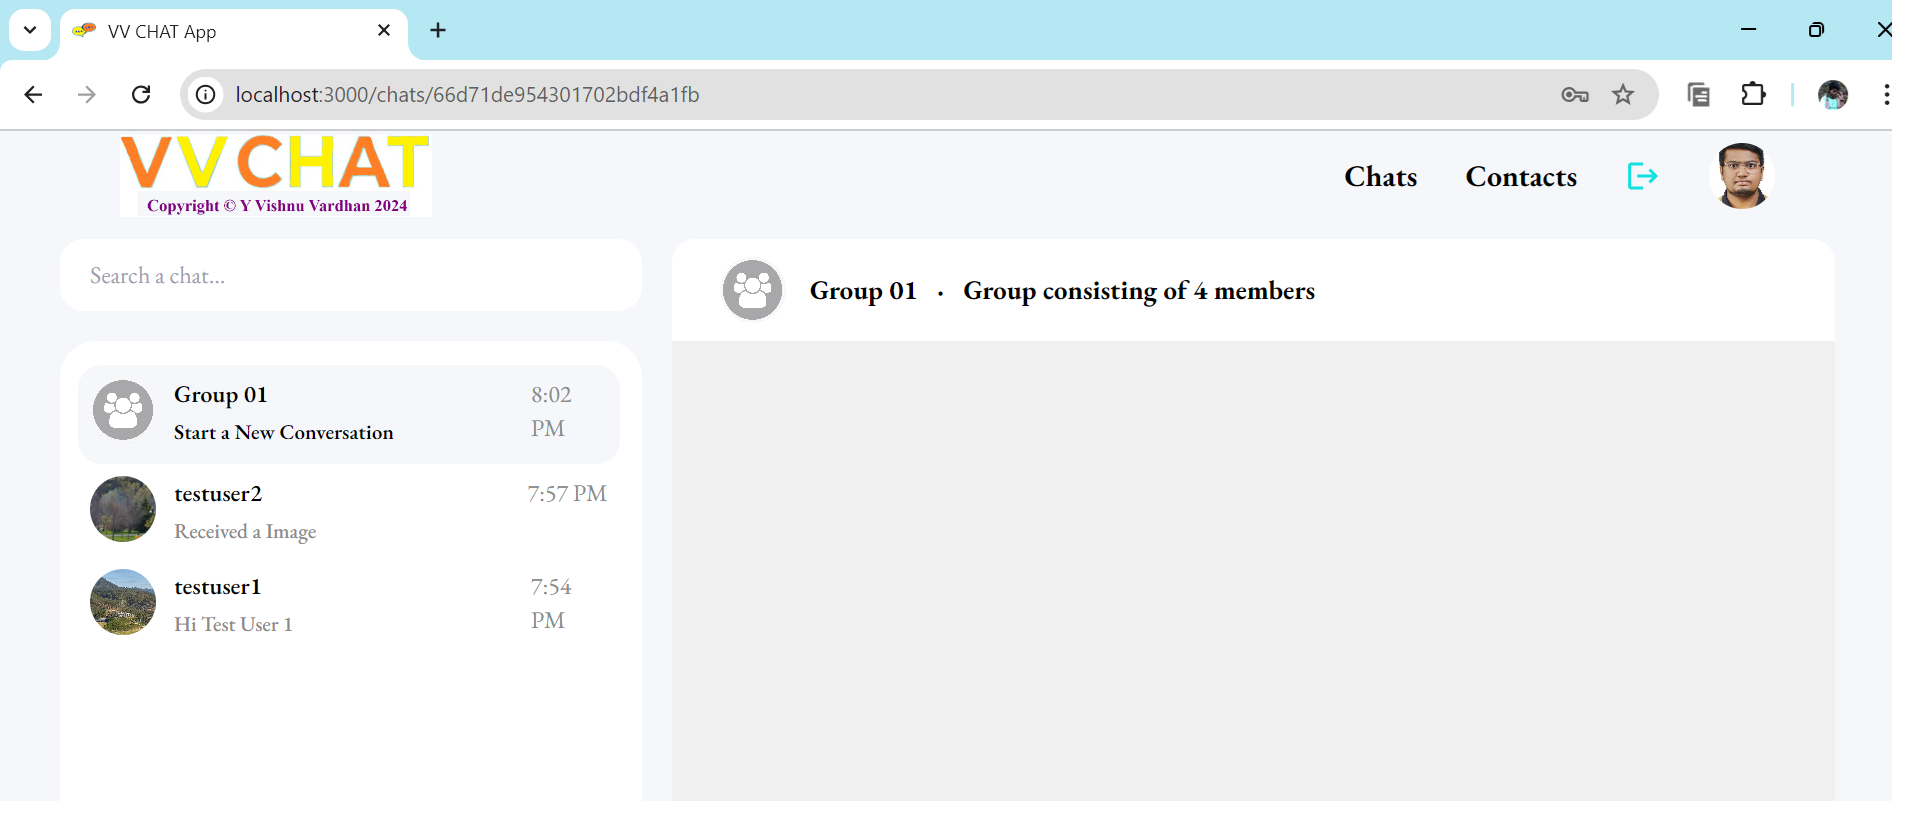 VV CHAT App
localhost:3000/chats/66d71de954301702bdf4a1fb
VVCHAT
Copyright © Y Vishnu Vardhan 2024
Chats
Contacts
Search a chat...
Group 01 · Group consisting of 4 members
Group 01
8:02 PM
Start a New Conversation
testuser2
7:57 PM
Received a Image
testuser1
7:54 PM
Hi Test User 1